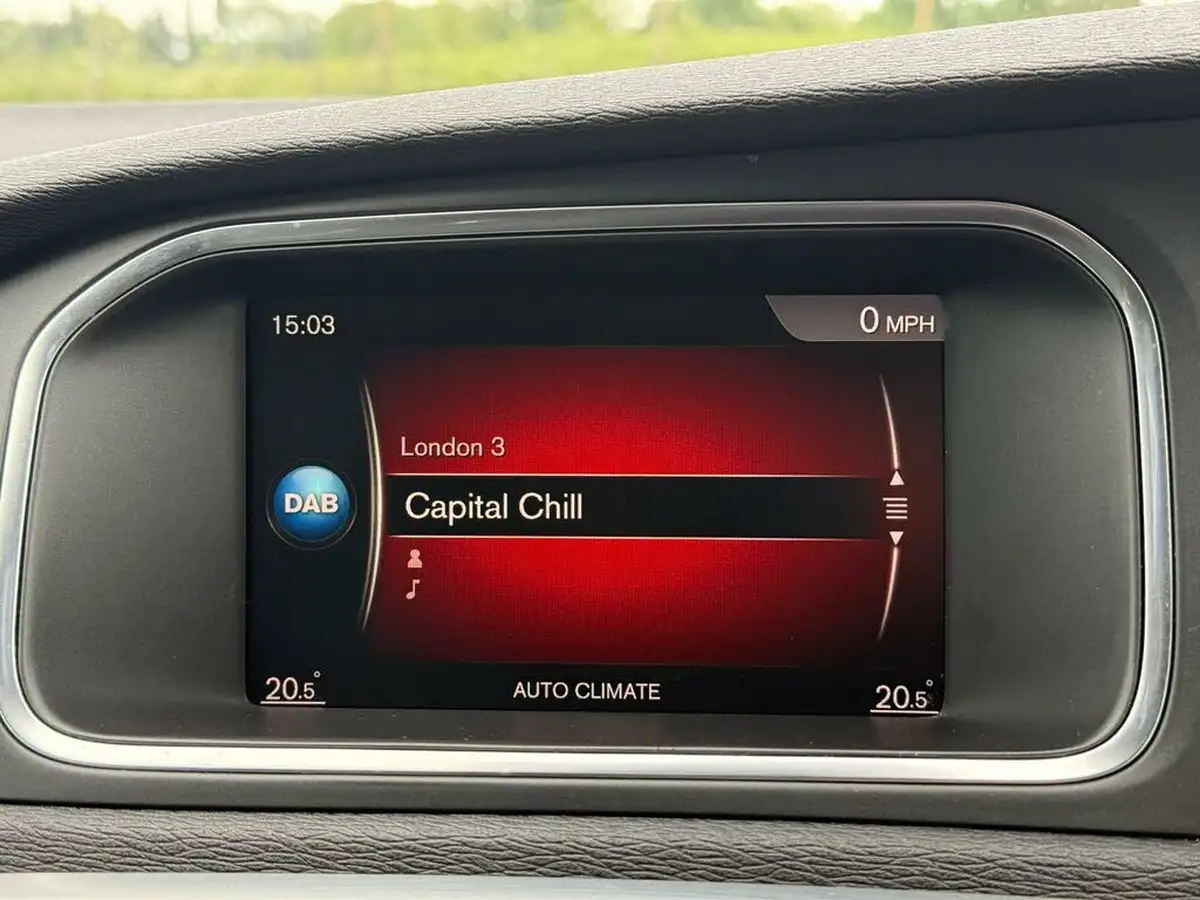 15:03
0 MPH
London 3
DAB
Capital Chill
20.5°
AUTO CLIMATE
20.5°